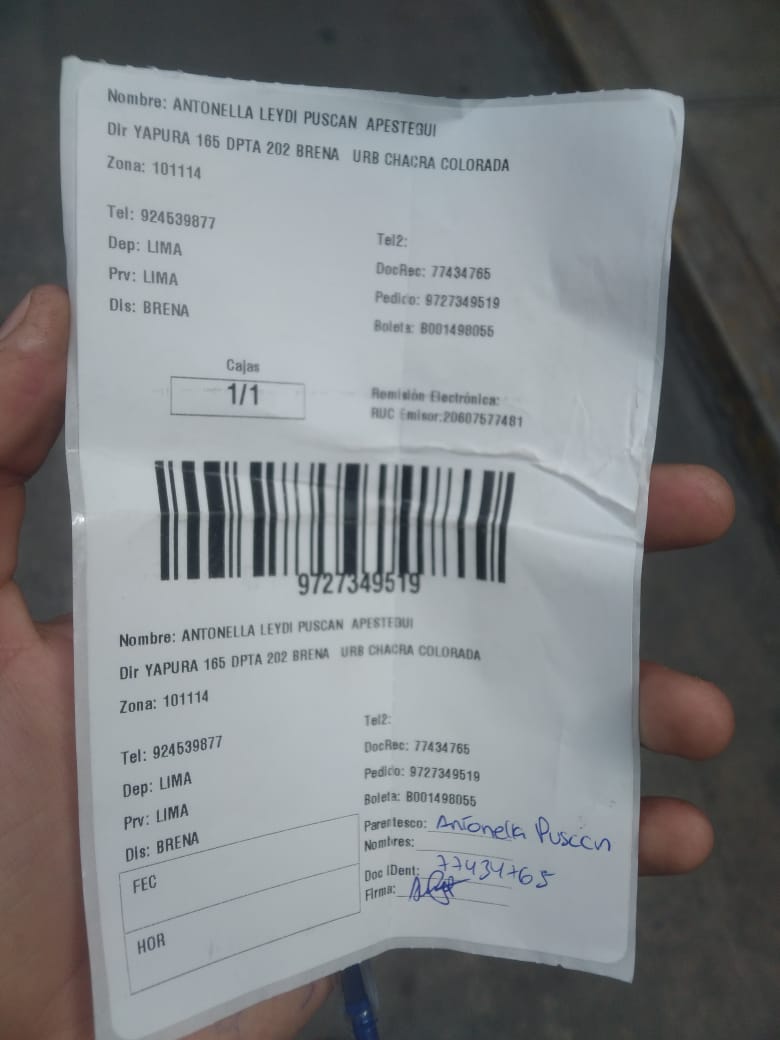 Nombre: ANTONELLA LEYDI PUSCAN APESTEGUI
Dir YAPURA 165 DPTA 202 BRENA URB CHACRA COLORADA
Zona: 101114
Tel: 924539877
Tel2:
Dep: LIMA
DocRec: 77434765
Prv: LIMA
Pedido: 9727349519
Dis: BRENA
Boleta: B001498055
Cajas
1/1
Remisión Electrónica:
RUC Emisor:20607577481
9727349519
Nombre: ANTONELLA LEYDI PUSCAN APESTEGUI
Dir YAPURA 165 DPTA 202 BRENA URB CHACRA COLORADA
Zona: 101114
Tel2:
Tel: 924539877
DocRec: 77434765
Dep: LIMA
Pedido: 9727349519
Prv: LIMA
Boleta: B001498055
Dis: BRENA
Parentesco: Antonella Puscan
Nombres:
FEC
Doc IDent: 77434765
Firma:
HOR